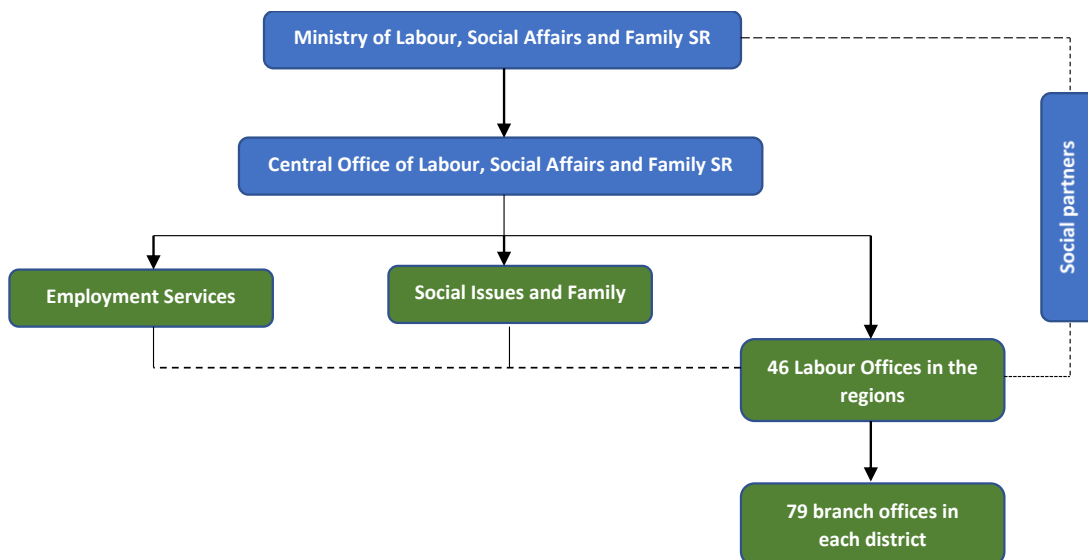 Ministry of Labour, Social Affairs and Family SR
Central Office of Labour, Social Affairs and Family SR
Social partners
Employment Services
Social Issues and Family
46 Labour Offices in the
regions
79 branch offices in
each district